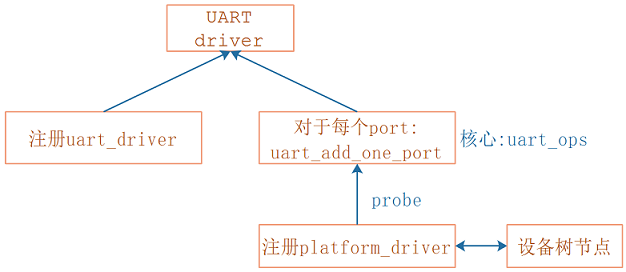 UART
driver
注册uart_driver
对于每个port:
uart_add_one_port
核心:uart_ops
probe
注册platform_driver
设备树节点